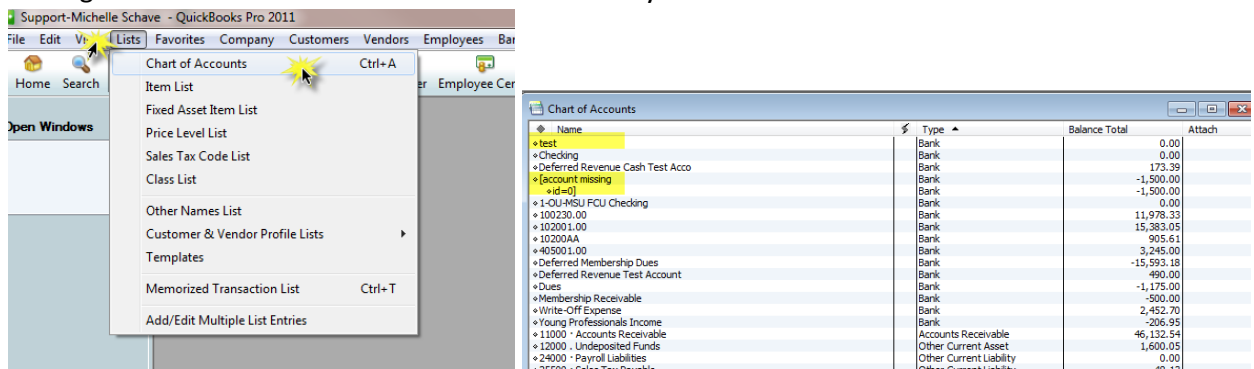 Support-Michelle Schave - QuickBooks Pro 2011
File Edit Lists Favorites Company Customers Vendors Employees
Home Search Employee
Chart of Accounts Ctrl+A
Item List
Fixed Asset Item List
Price Level List
Sales Tax Code List
Class List
Other Names List
Customer & Vendor Profile Lists
Templates
Memorized Transaction List Ctrl+T
Add/Edit Multiple List Entries
Open Windows
Chart of Accounts
Name Type Balance Total Attach
test Bank 0.00
Checking Bank 0.00
Deferred Revenue Cash Test Acco Bank 173.39
[account missing Bank -1,500.00
id=0] Bank -1,500.00
1-OU-MSU FCU Checking Bank 0.00
100230.00 Bank 11,978.33
102001.00 Bank 15,383.05
10200AA Bank 905.61
405001.00 Bank 3,245.00
Deferred Membership Dues Bank -15,593.18
Deferred Revenue Test Account Bank 490.00
Dues Bank -1,175.00
Membership Receivable Bank -500.00
Write-Off Expense Bank 2,452.70
Young Professionals Income Bank -206.95
11000 · Accounts Receivable Accounts Receivable 46,132.54
12000 . Undeposited Funds Other Current Asset 1,600.05
24000 · Payroll Liabilities Other Current Liability 0.00